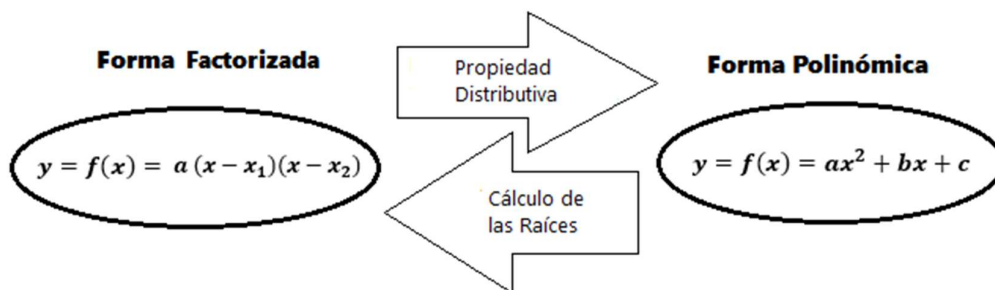 Forma Factorizada
y = f(x) = a (x − x₁)(x − x₂)
Propiedad
Distributiva
Cálculo de
las Raíces
Forma Polinómica
y = f(x) = ax² + bx + c